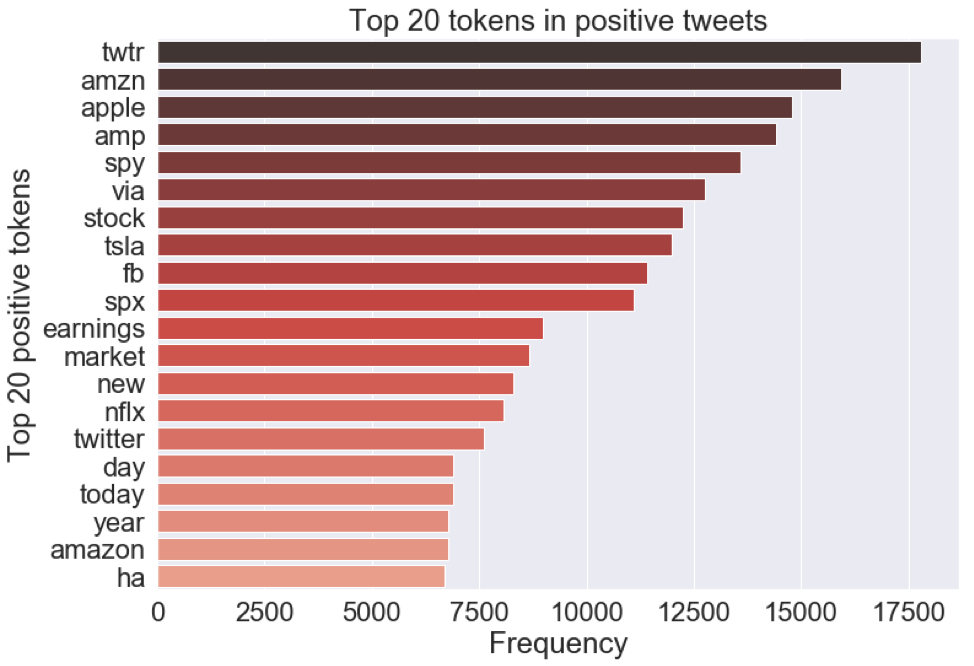 Top 20 tokens in positive tweets
Top 20 positive tokens
twtr
amzn
apple
amp
spy
via
stock
tsla
fb
spx
earnings
market
new
nflx
twitter
day
today
year
amazon
ha
0 2500 5000 7500 10000 12500 15000 17500
Frequency